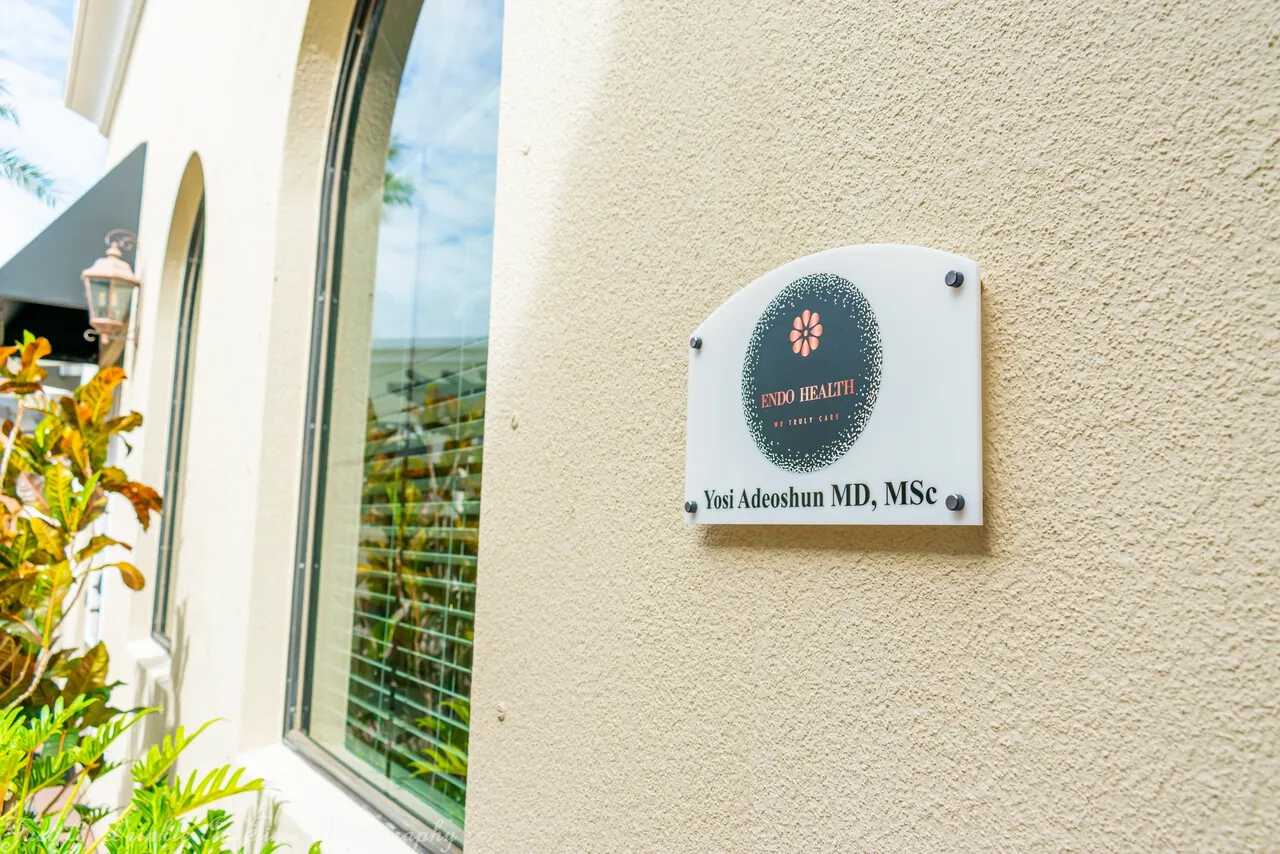 ENDO HEALTH
WE TRULY CARE
Yosi Adeoshun MD, MSc